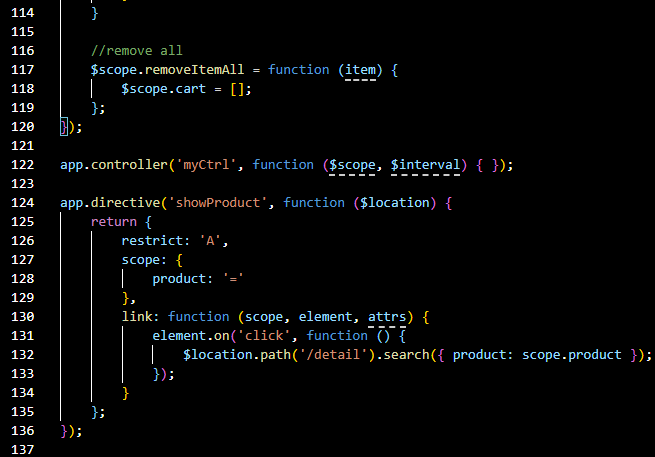 114 }
115
116 //remove all
117 $scope.removeItemAll = function (item) {
118 $scope.cart = [];
119 };
120 });
121
122 app.controller('myCtrl', function ($scope, $interval) { });
123
124 app.directive('showProduct', function ($location) {
125 return {
126 restrict: 'A',
127 scope: {
128 product: '='
129 },
130 link: function (scope, element, attrs) {
131 element.on('click', function () {
132 $location.path('/detail').search({ product: scope.product });
133 });
134 }
135 };
136 });
137